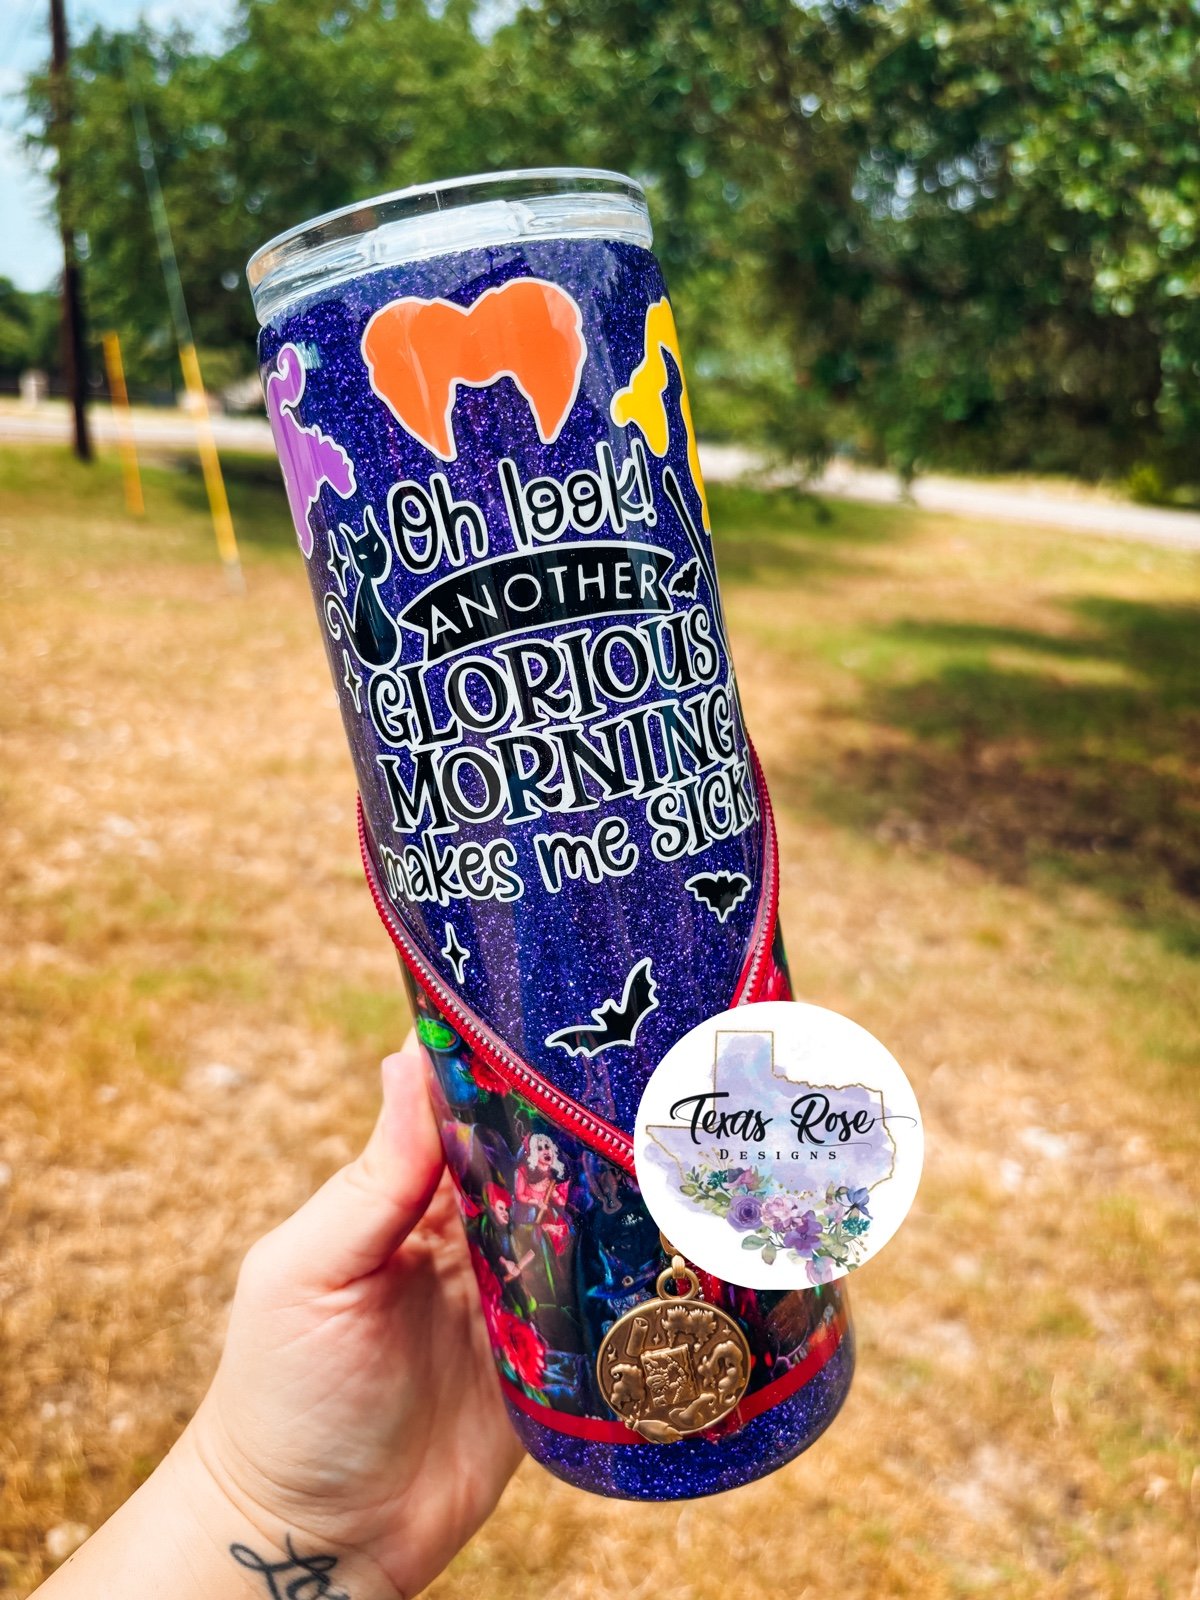 Oh look!
ANOTHER
GLORIOUS
MORNING
makes me SICK!
Texas Rose
DESIGNS